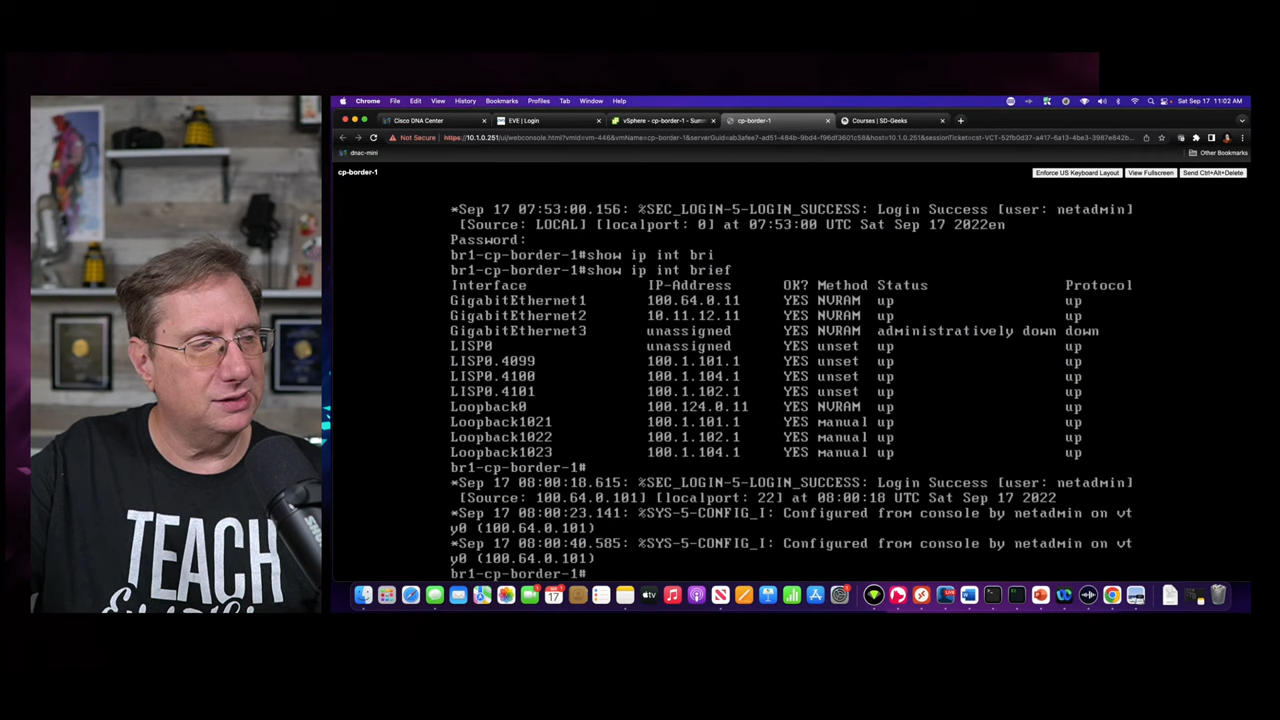 Chrome File Edit View History Bookmarks Profiles Tab Window Help Sat Sep 17 11:02 AM
Cisco DNA Center EVE | Login vSphere - cp-border-1 - Summ cp-border-1 Courses | SD-Geeks
Not Secure
dnac-mini Other Bookmarks
cp-border-1 Enforce US Keyboard Layout View Fullscreen Send Ctrl+Alt+Delete
*Sep 17 07:53:00.156: %SEC_LOGIN-5-LOGIN_SUCCESS: Login Success [user: netadmin]
[Source: LOCAL] [localport: 0] at 07:53:00 UTC Sat Sep 17 2022en
Password:
br1-cp-border-1#show ip int bri
br1-cp-border-1#show ip int brief
Interface IP-Address OK? Method Status Protocol
GigabitEthernet1 100.64.0.11 YES NVRAM up up
GigabitEthernet2 10.11.12.11 YES NVRAM up up
GigabitEthernet3 unassigned YES NVRAM administratively down down
LISP0 unassigned YES unset up up
LISP0.4099 100.1.101.1 YES unset up up
LISP0.4100 100.1.104.1 YES unset up up
LISP0.4101 100.1.102.1 YES unset up up
Loopback0 100.124.0.11 YES NVRAM up up
Loopback1021 100.1.101.1 YES manual up up
Loopback1022 100.1.102.1 YES manual up up
Loopback1023 100.1.104.1 YES manual up up
br1-cp-border-1#
*Sep 17 08:00:18.615: %SEC_LOGIN-5-LOGIN_SUCCESS: Login Success [user: netadmin]
[Source: 100.64.0.101] [localport: 22] at 08:00:18 UTC Sat Sep 17 2022
*Sep 17 08:00:23.141: %SYS-5-CONFIG_I: Configured from console by netadmin on vt
y0 (100.64.0.101)
*Sep 17 08:00:40.585: %SYS-5-CONFIG_I: Configured from console by netadmin on vt
y0 (100.64.0.101)
br1-cp-border-1#
TEACH